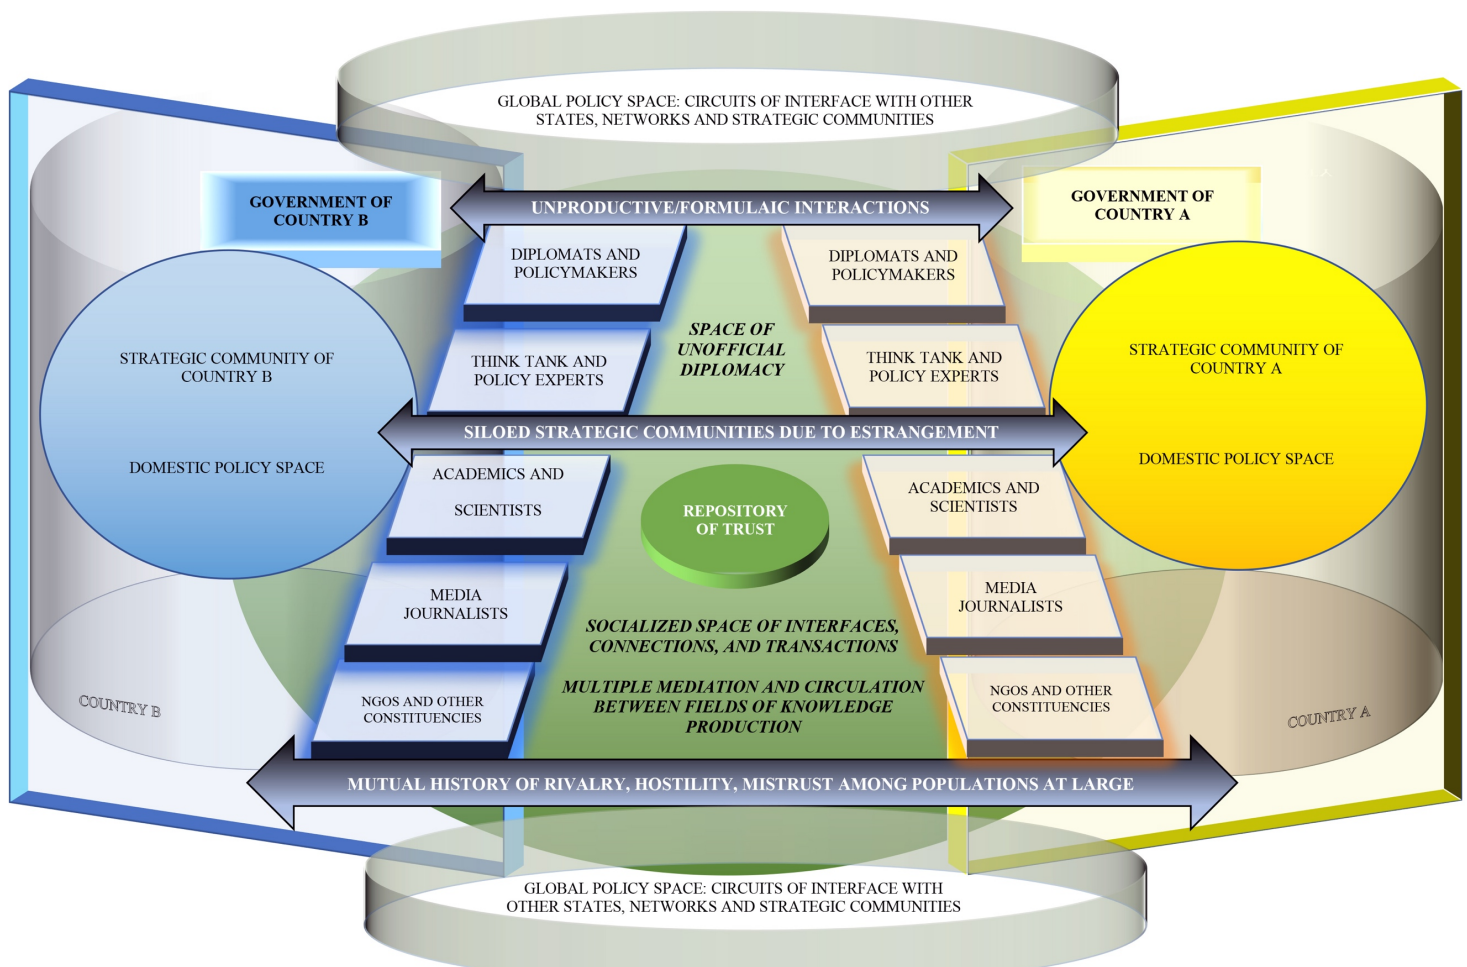 GLOBAL POLICY SPACE: CIRCUITS OF INTERFACE WITH OTHER
STATES, NETWORKS AND STRATEGIC COMMUNITIES
GOVERNMENT OF
COUNTRY B
UNPRODUCTIVE/FORMULAIC INTERACTIONS
GOVERNMENT OF
COUNTRY A
DIPLOMATS AND
POLICYMAKERS
DIPLOMATS AND
POLICYMAKERS
SPACE OF
UNOFFICIAL
DIPLOMACY
STRATEGIC COMMUNITY OF
COUNTRY B
DOMESTIC POLICY SPACE
THINK TANK AND
POLICY EXPERTS
THINK TANK AND
POLICY EXPERTS
STRATEGIC COMMUNITY OF
COUNTRY A
DOMESTIC POLICY SPACE
SILOED STRATEGIC COMMUNITIES DUE TO ESTRANGEMENT
ACADEMICS AND
SCIENTISTS
REPOSITORY
OF TRUST
ACADEMICS AND
SCIENTISTS
MEDIA
JOURNALISTS
MEDIA
JOURNALISTS
SOCIALIZED SPACE OF INTERFACES,
CONNECTIONS, AND TRANSACTIONS
MULTIPLE MEDIATION AND CIRCULATION
BETWEEN FIELDS OF KNOWLEDGE
PRODUCTION
COUNTRY B
NGOS AND OTHER
CONSTITUENCIES
NGOS AND OTHER
CONSTITUENCIES
COUNTRY A
MUTUAL HISTORY OF RIVALRY, HOSTILITY, MISTRUST AMONG POPULATIONS AT LARGE
GLOBAL POLICY SPACE: CIRCUITS OF INTERFACE WITH
OTHER STATES, NETWORKS AND STRATEGIC COMMUNITIES